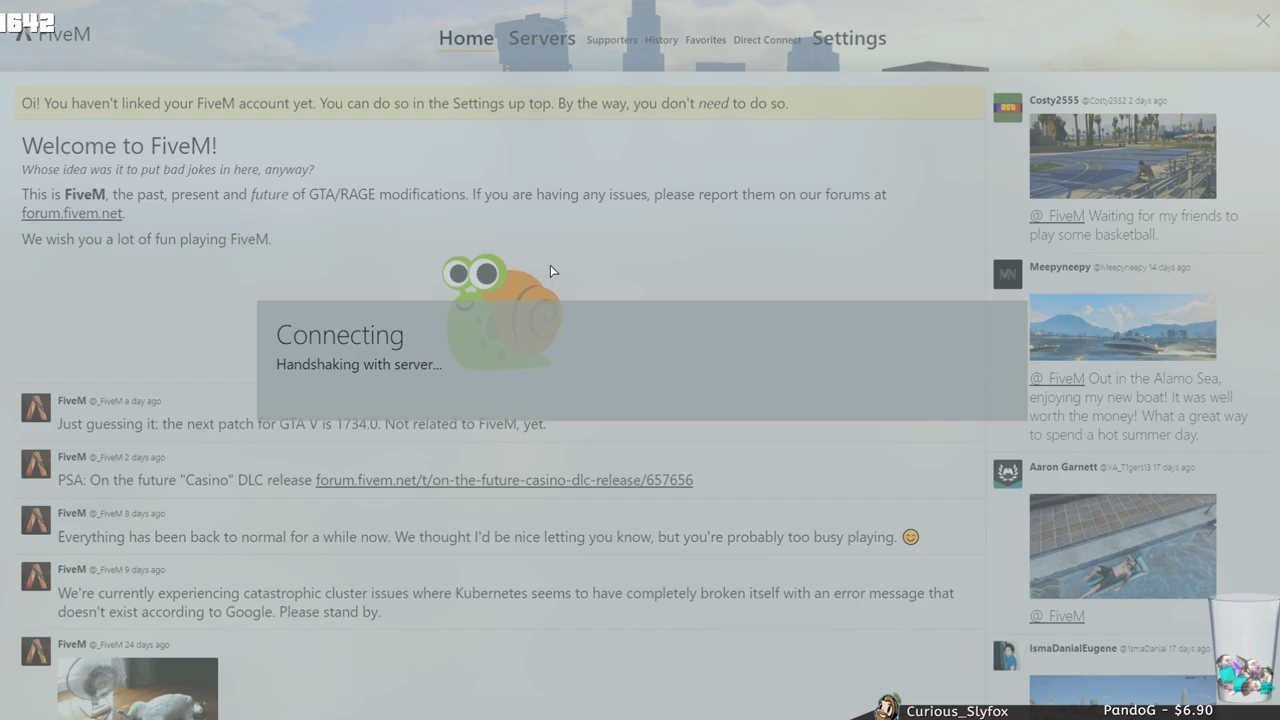 1642
FiveM
Home Servers Supporters History Favorites Direct Connect Settings
Oi! You haven't linked your FiveM account yet. You can do so in the Settings up top. By the way, you don't need to do so.
Welcome to FiveM!
Whose idea was it to put bad jokes in here, anyway?
This is FiveM, the past, present and future of GTA/RAGE modifications. If you are having any issues, please report them on our forums at
forum.fivem.net.
We wish you a lot of fun playing FiveM.
Connecting
Handshaking with server...
FiveM @_FiveM a day ago
Just guessing it: the next patch for GTA V is 1734.0. Not related to FiveM, yet.
FiveM @_FiveM 2 days ago
PSA: On the future "Casino" DLC release forum.fivem.net/t/on-the-future-casino-dlc-release/657656
FiveM @_FiveM 8 days ago
Everything has been back to normal for a while now. We thought I'd be nice letting you know, but you're probably too busy playing. 😊
FiveM @_FiveM 9 days ago
We're currently experiencing catastrophic cluster issues where Kubernetes seems to have completely broken itself with an error message that
doesn't exist according to Google. Please stand by.
FiveM @_FiveM 24 days ago
Costy2555 @Costy2552 2 days ago
@_FiveM Waiting for my friends to
play some basketball.
Meepyneepy @Meepyneepy 14 days ago
MN
@_FiveM Out in the Alamo Sea,
enjoying my new boat! It was well
worth the money! What a great way
to spend a hot summer day.
Aaron Garnett @XA_T1gers13 17 days ago
@_FiveM
IsmaDanialEugene @1smaDanial 17 days ago
Curious_Slyfox
PandoG - $6.90